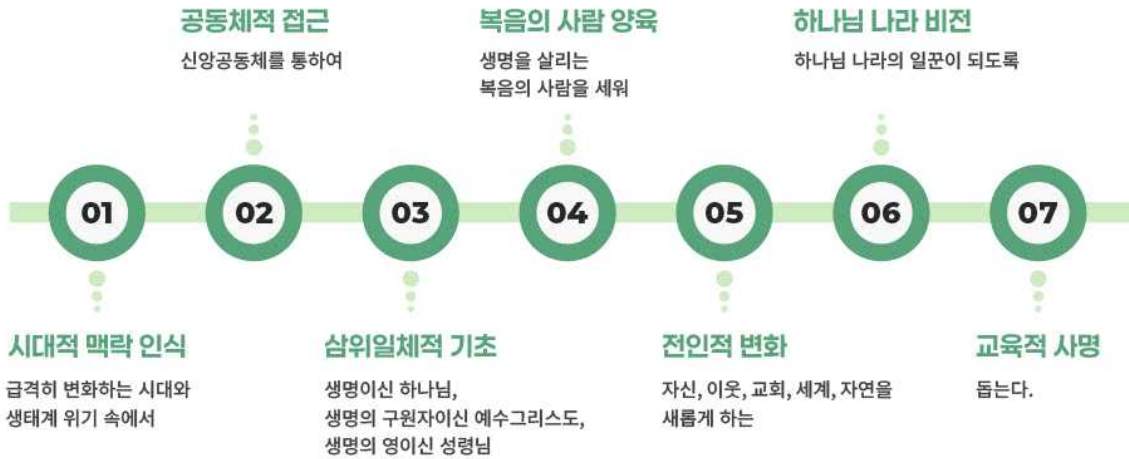 공동체적 접근
신앙공동체를 통하여
복음의 사람 양육
생명을 살리는
복음의 사람을 세워
하나님 나라 비전
하나님 나라의 일꾼이 되도록
01
02
03
04
05
06
07
시대적 맥락 인식
급격히 변화하는 시대와
생태계 위기 속에서
삼위일체적 기초
생명이신 하나님,
생명의 구원자이신 예수그리스도,
생명의 영이신 성령님
전인적 변화
자신, 이웃, 교회, 세계, 자연을
새롭게 하는
교육적 사명
돕는다.